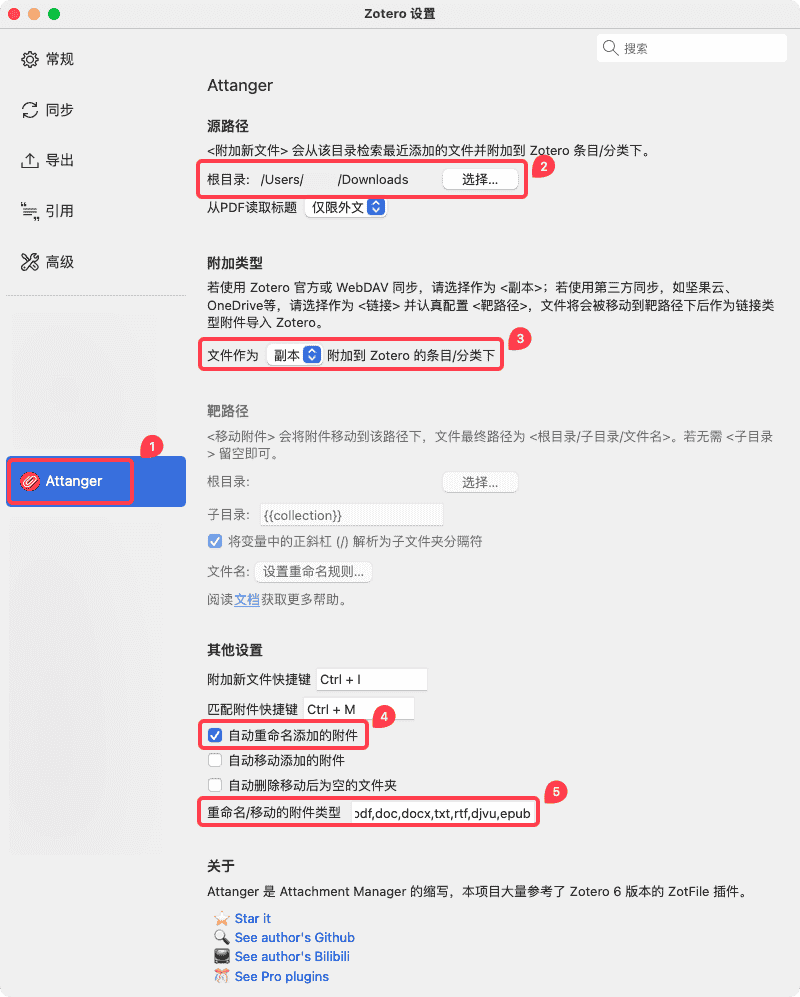 Zotero 设置
搜索
常规
同步
导出
引用
高级
1
Attanger
Attanger
源路径
<附加新文件> 会从该目录检索最近添加的文件并附加到 Zotero 条目/分类下。
2
根目录: /Users/ /Downloads 选择...
从PDF读取标题 仅限外文
附加类型
若使用 Zotero 官方或 WebDAV 同步，请选择作为 <副本>；若使用第三方同步，如坚果云、
OneDrive等，请选择作为 <链接> 并认真配置 <靶路径>，文件将会被移动到靶路径下后作为链接类
型附件导入 Zotero。
3
文件作为 副本 附加到 Zotero 的条目/分类下
靶路径
<移动附件> 会将附件移动到该路径下，文件最终路径为 <根目录/子目录/文件名>。若无需 <子目录
> 留空即可。
根目录: 选择...
子目录: {{collection}}
将变量中的正斜杠 (/) 解析为子文件夹分隔符
文件名: 设置重命名规则...
阅读文档获取更多帮助。
其他设置
附加新文件快捷键 Ctrl + I
匹配附件快捷键 Ctrl + M
4
自动重命名添加的附件
自动移动添加的附件
自动删除移动后为空的文件夹
5
重命名/移动的附件类型 pdf,doc,docx,txt,rtf,djvu,epub
关于
Attanger 是 Attachment Manager 的缩写，本项目大量参考了 Zotero 6 版本的 ZotFile 插件。
Star it
See author's Github
See author's Bilibili
See Pro plugins